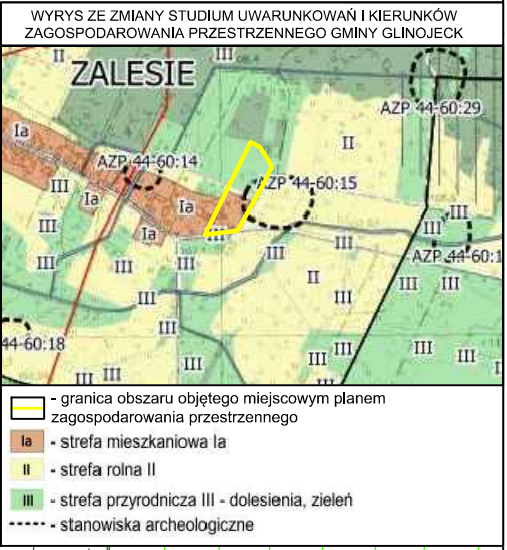 WYRYS ZE ZMIANY STUDIUM UWARUNKOWAŃ I KIERUNKÓW
ZAGOSPODAROWANIA PRZESTRZENNEGO GMINY GLINOJECK
II
ZALESIE
III
AZP 44-60:29
Ia
AZP 44-60:14
II
III
AZP 44-60:15
Ia
Ia
III
III
III
Ia
III
III
III
III
III
III
AZP 44-60:1
II
III
III
III
III
III
44-60:18
III
III
III
III
III
III
- granica obszaru objętego miejscowym planem
zagospodarowania przestrzennego
Ia - strefa mieszkaniowa Ia
II - strefa rolna II
III - strefa przyrodnicza III - dolesienia, zieleń
- stanowiska archeologiczne